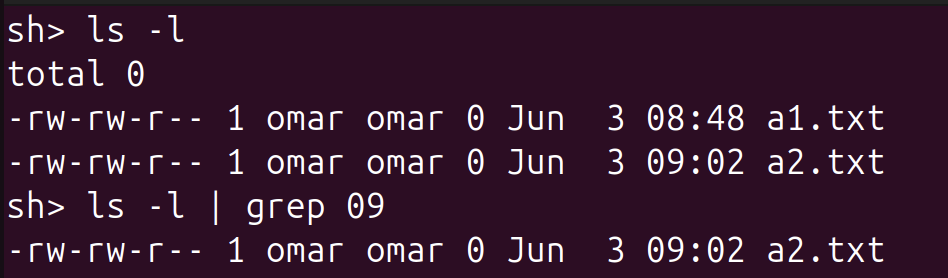 sh> ls -l
total 0
-rw-rw-r-- 1 omar omar 0 Jun  3 08:48 a1.txt
-rw-rw-r-- 1 omar omar 0 Jun  3 09:02 a2.txt
sh> ls -l | grep 09
-rw-rw-r-- 1 omar omar 0 Jun  3 09:02 a2.txt